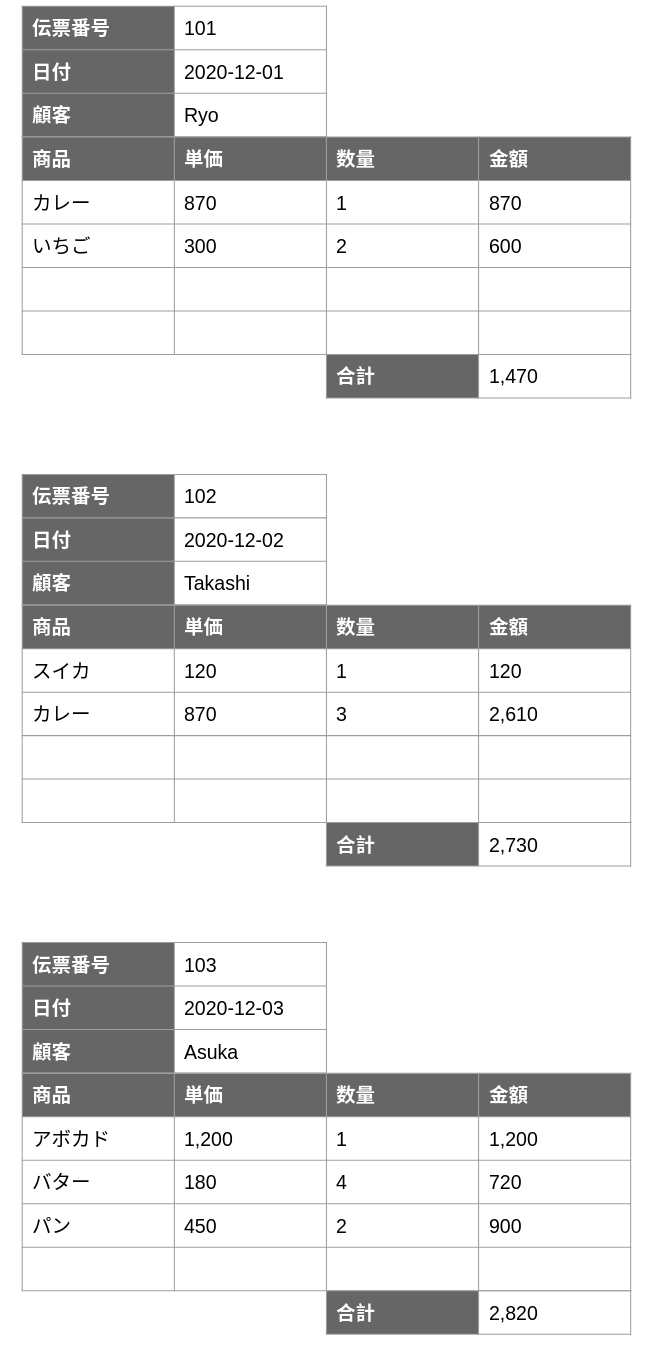 伝票番号 101
日付 2020-12-01
顧客 Ryo
商品 単価 数量 金額
カレー 870 1 870
いちご 300 2 600
合計 1,470
伝票番号 102
日付 2020-12-02
顧客 Takashi
商品 単価 数量 金額
スイカ 120 1 120
カレー 870 3 2,610
合計 2,730
伝票番号 103
日付 2020-12-03
顧客 Asuka
商品 単価 数量 金額
アボカド 1,200 1 1,200
バター 180 4 720
パン 450 2 900
合計 2,820